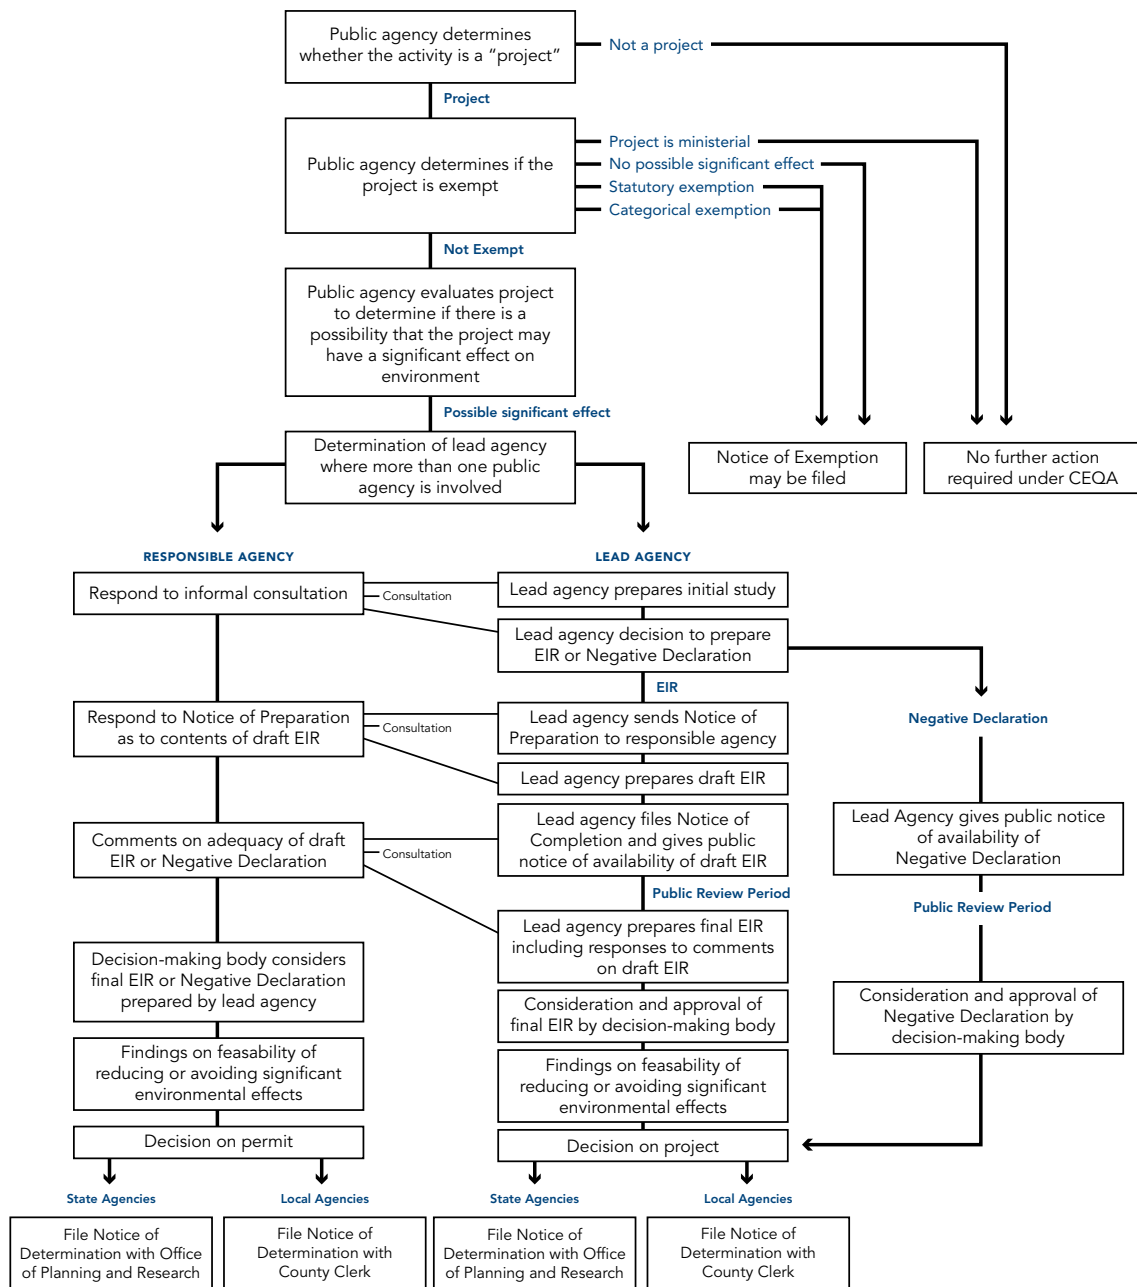 Public agency determines
whether the activity is a “project”
Not a project
Project
Public agency determines if the
project is exempt
Project is ministerial
No possible significant effect
Statutory exemption
Categorical exemption
Not Exempt
Public agency evaluates project
to determine if there is a
possibility that the project may
have a significant effect on
environment
Possible significant effect
Determination of lead agency
where more than one public
agency is involved
Notice of Exemption
may be filed
No further action
required under CEQA
RESPONSIBLE AGENCY
LEAD AGENCY
Respond to informal consultation
Consultation
Lead agency prepares initial study
Lead agency decision to prepare
EIR or Negative Declaration
EIR
Negative Declaration
Respond to Notice of Preparation
as to contents of draft EIR
Consultation
Lead agency sends Notice of
Preparation to responsible agency
Lead agency prepares draft EIR
Lead Agency gives public notice
of availability of
Negative Declaration
Comments on adequacy of draft
EIR or Negative Declaration
Consultation
Lead agency files Notice of
Completion and gives public
notice of availability of draft EIR
Public Review Period
Public Review Period
Lead agency prepares final EIR
including responses to comments
on draft EIR
Decision-making body considers
final EIR or Negative Declaration
prepared by lead agency
Consideration and approval of
final EIR by decision-making body
Consideration and approval of
Negative Declaration by
decision-making body
Findings on feasability of
reducing or avoiding significant
environmental effects
Findings on feasability of
reducing or avoiding significant
environmental effects
Decision on permit
Decision on project
State Agencies
Local Agencies
State Agencies
Local Agencies
File Notice of
Determination with Office
of Planning and Research
File Notice of
Determination with
County Clerk
File Notice of
Determination with Office
of Planning and Research
File Notice of
Determination with
County Clerk